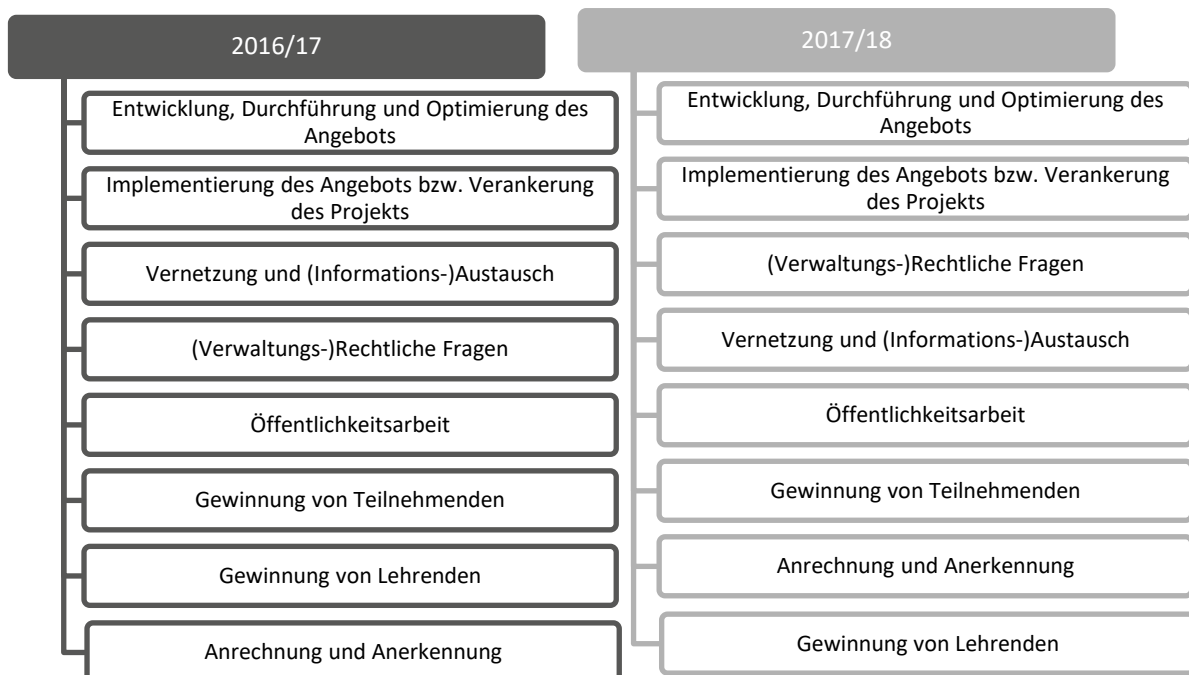 2016/17
Entwicklung, Durchführung und Optimierung des
Angebots
Implementierung des Angebots bzw. Verankerung
des Projekts
Vernetzung und (Informations-)Austausch
(Verwaltungs-)Rechtliche Fragen
Öffentlichkeitsarbeit
Gewinnung von Teilnehmenden
Gewinnung von Lehrenden
Anrechnung und Anerkennung
2017/18
Entwicklung, Durchführung und Optimierung des
Angebots
Implementierung des Angebots bzw. Verankerung
des Projekts
(Verwaltungs-)Rechtliche Fragen
Vernetzung und (Informations-)Austausch
Öffentlichkeitsarbeit
Gewinnung von Teilnehmenden
Anrechnung und Anerkennung
Gewinnung von Lehrenden